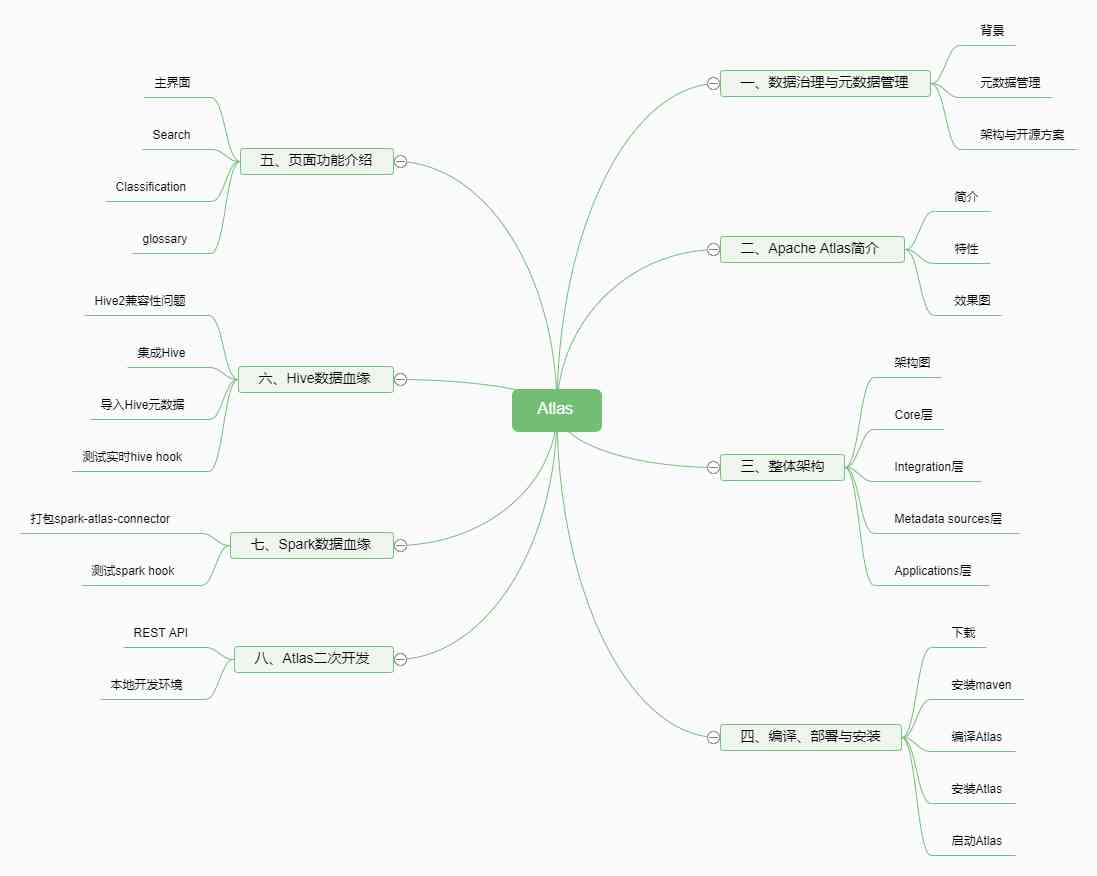 Atlas
一、数据治理与元数据管理
背景
元数据管理
架构与开源方案
二、Apache Atlas简介
简介
特性
效果图
三、整体架构
架构图
Core层
Integration层
Metadata sources层
Applications层
四、编译、部署与安装
下载
安装maven
编译Atlas
安装Atlas
启动Atlas
五、页面功能介绍
主界面
Search
Classification
glossary
六、Hive数据血缘
Hive2兼容性问题
集成Hive
导入Hive元数据
测试实时hive hook
七、Spark数据血缘
打包spark-atlas-connector
测试spark hook
八、Atlas二次开发
REST API
本地开发环境